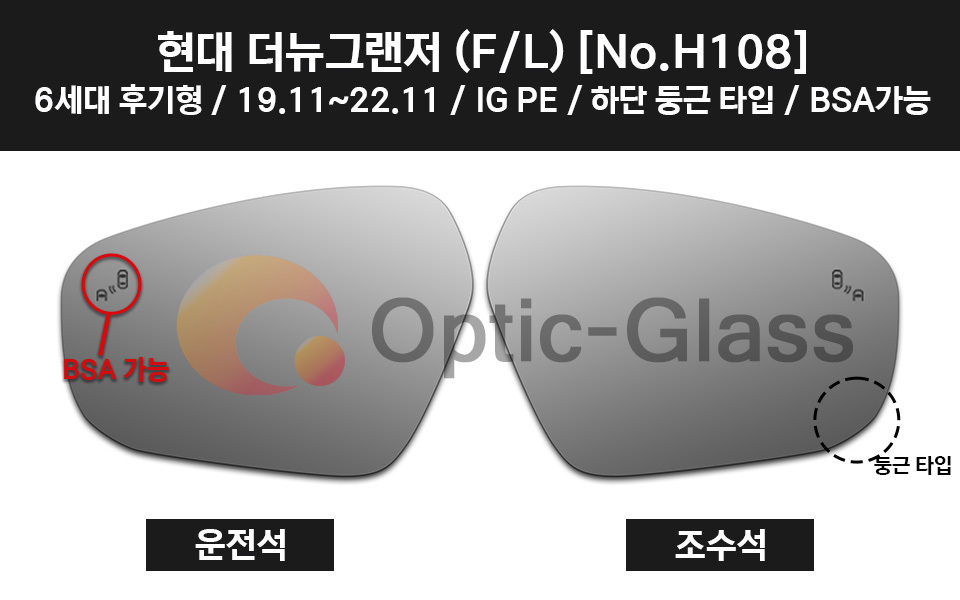 현대 더뉴그랜저 (F/L) [No.H108]
6세대 후기형 / 19.11~22.11 / IG PE / 하단 둥근 타입 / BSA가능
BSA 가능
Optic-Glass
둥근 타입
운전석
조수석